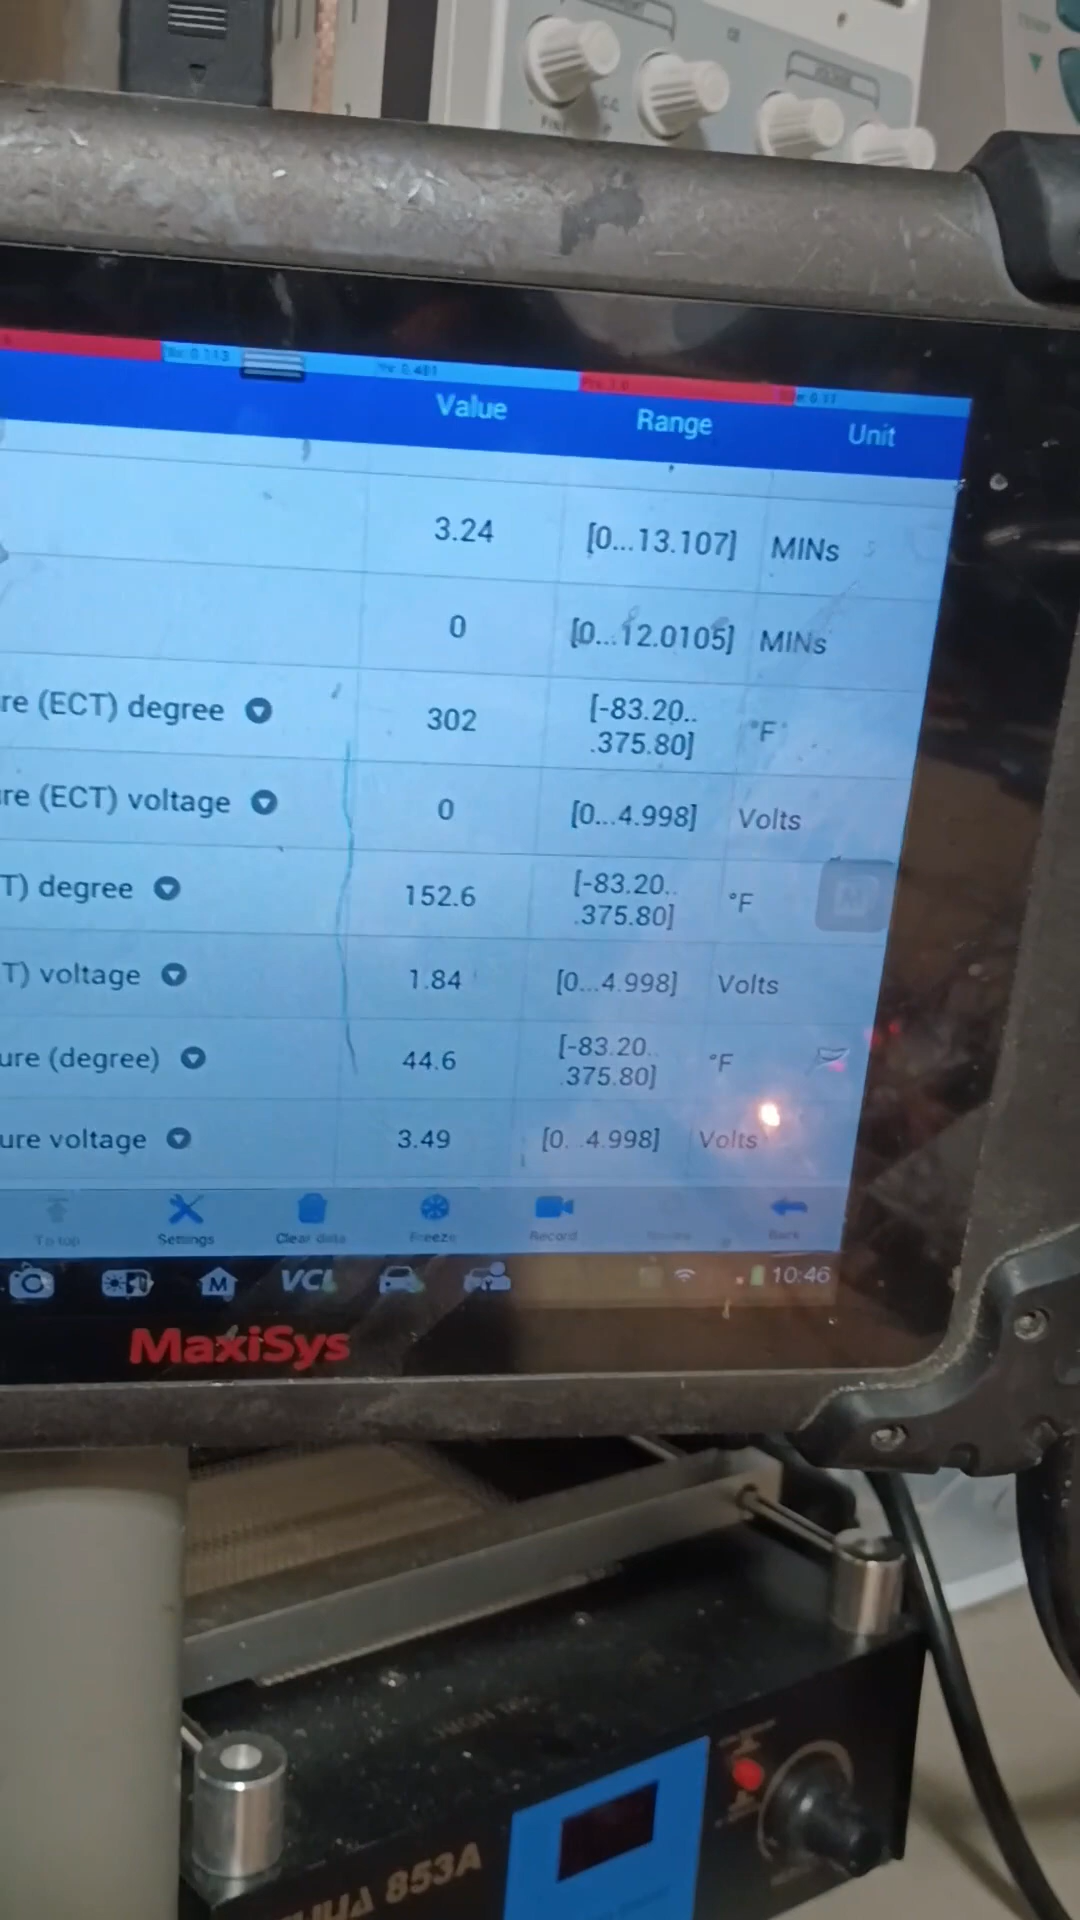 Value Range Unit
3.24 [0...13.107] MINs
0 [0...12.0105] MINs
re (ECT) degree 302 [-83.20..
.375.80] °F
re (ECT) voltage 0 [0...4.998] Volts
T) degree 152.6 [-83.20..
.375.80] °F
T) voltage 1.84 [0...4.998] Volts
ure (degree) 44.6 [-83.20..
.375.80] °F
ure voltage 3.49 [0...4.998] Volts
To top Settings Clear data Freeze Record Back
M VCI 10:46
MaxiSys
853A